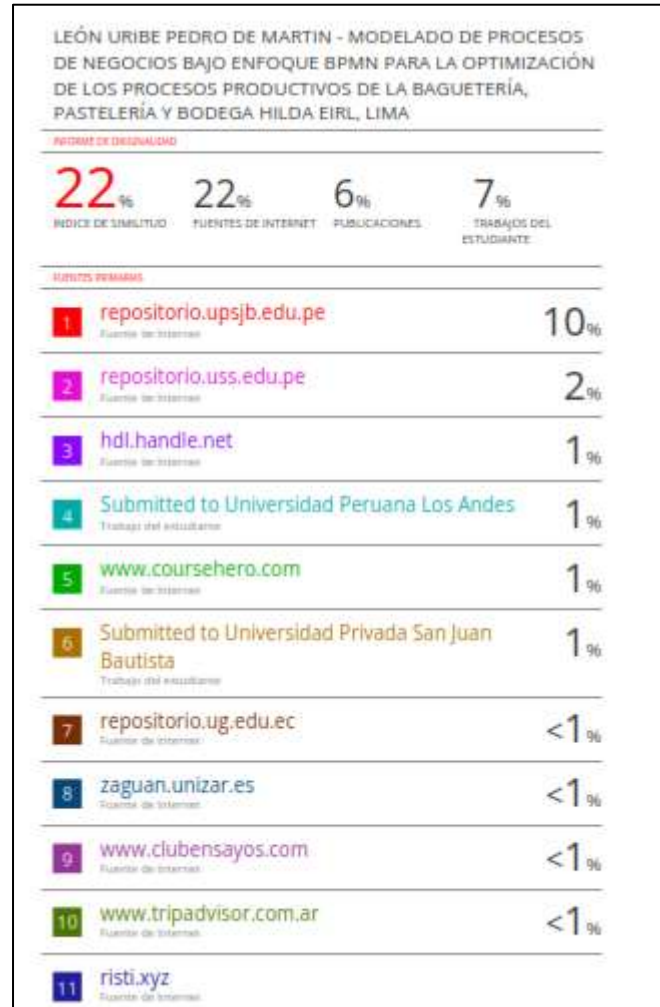 LEÓN URIBE PEDRO DE MARTIN - MODELADO DE PROCESOS
DE NEGOCIOS BAJO ENFOQUE BPMN PARA LA OPTIMIZACIÓN
DE LOS PROCESOS PRODUCTIVOS DE LA BAGUETERÍA,
PASTELERÍA Y BODEGA HILDA EIRL, LIMA
INFORME DE ORIGINALIDAD
22% 22% 6% 7%
INDICE DE SIMILITUD FUENTES DE INTERNET PUBLICACIONES TRABAJOS DEL
ESTUDIANTE
FUENTES PRIMARIAS
1 repositorio.upsjb.edu.pe 10%
Fuente de Internet
2 repositorio.uss.edu.pe 2%
Fuente de Internet
3 hdl.handle.net 1%
Fuente de Internet
4 Submitted to Universidad Peruana Los Andes 1%
Trabajo del estudiante
5 www.coursehero.com 1%
Fuente de Internet
6 Submitted to Universidad Privada San Juan 1%
Bautista
Trabajo del estudiante
7 repositorio.ug.edu.ec <1%
Fuente de Internet
8 zaguan.unizar.es <1%
Fuente de Internet
9 www.clubensayos.com <1%
Fuente de Internet
10 www.tripadvisor.com.ar <1%
Fuente de Internet
11 risti.xyz
Fuente de Internet